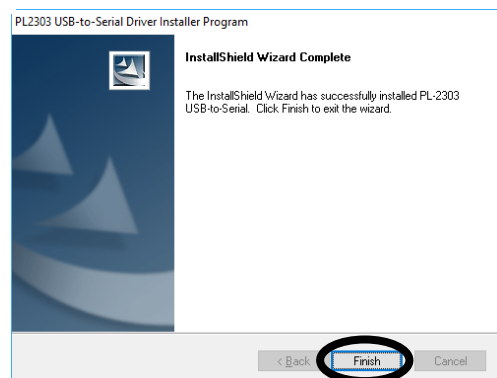 PL2303 USB-to-Serial Driver Installer Program
InstallShield Wizard Complete
The InstallShield Wizard has successfully installed PL-2303
USB-to-Serial. Click Finish to exit the wizard.
< Back Finish Cancel